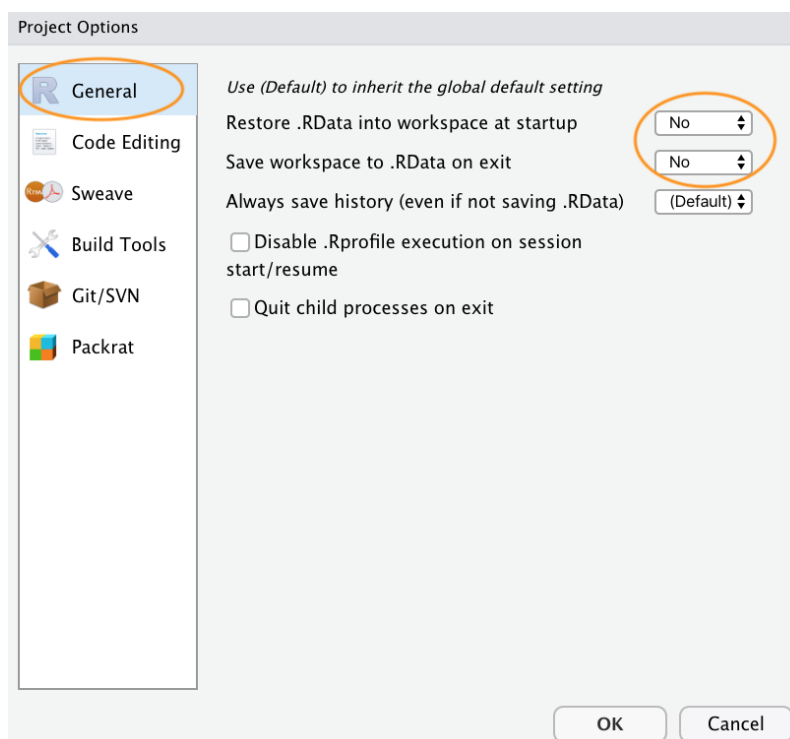 Project Options
General
Code Editing
Sweave
Build Tools
Git/SVN
Packrat
Use (Default) to inherit the global default setting
Restore .RData into workspace at startup No
Save workspace to .RData on exit No
Always save history (even if not saving .RData) (Default)
Disable .Rprofile execution on session
start/resume
Quit child processes on exit
OK Cancel